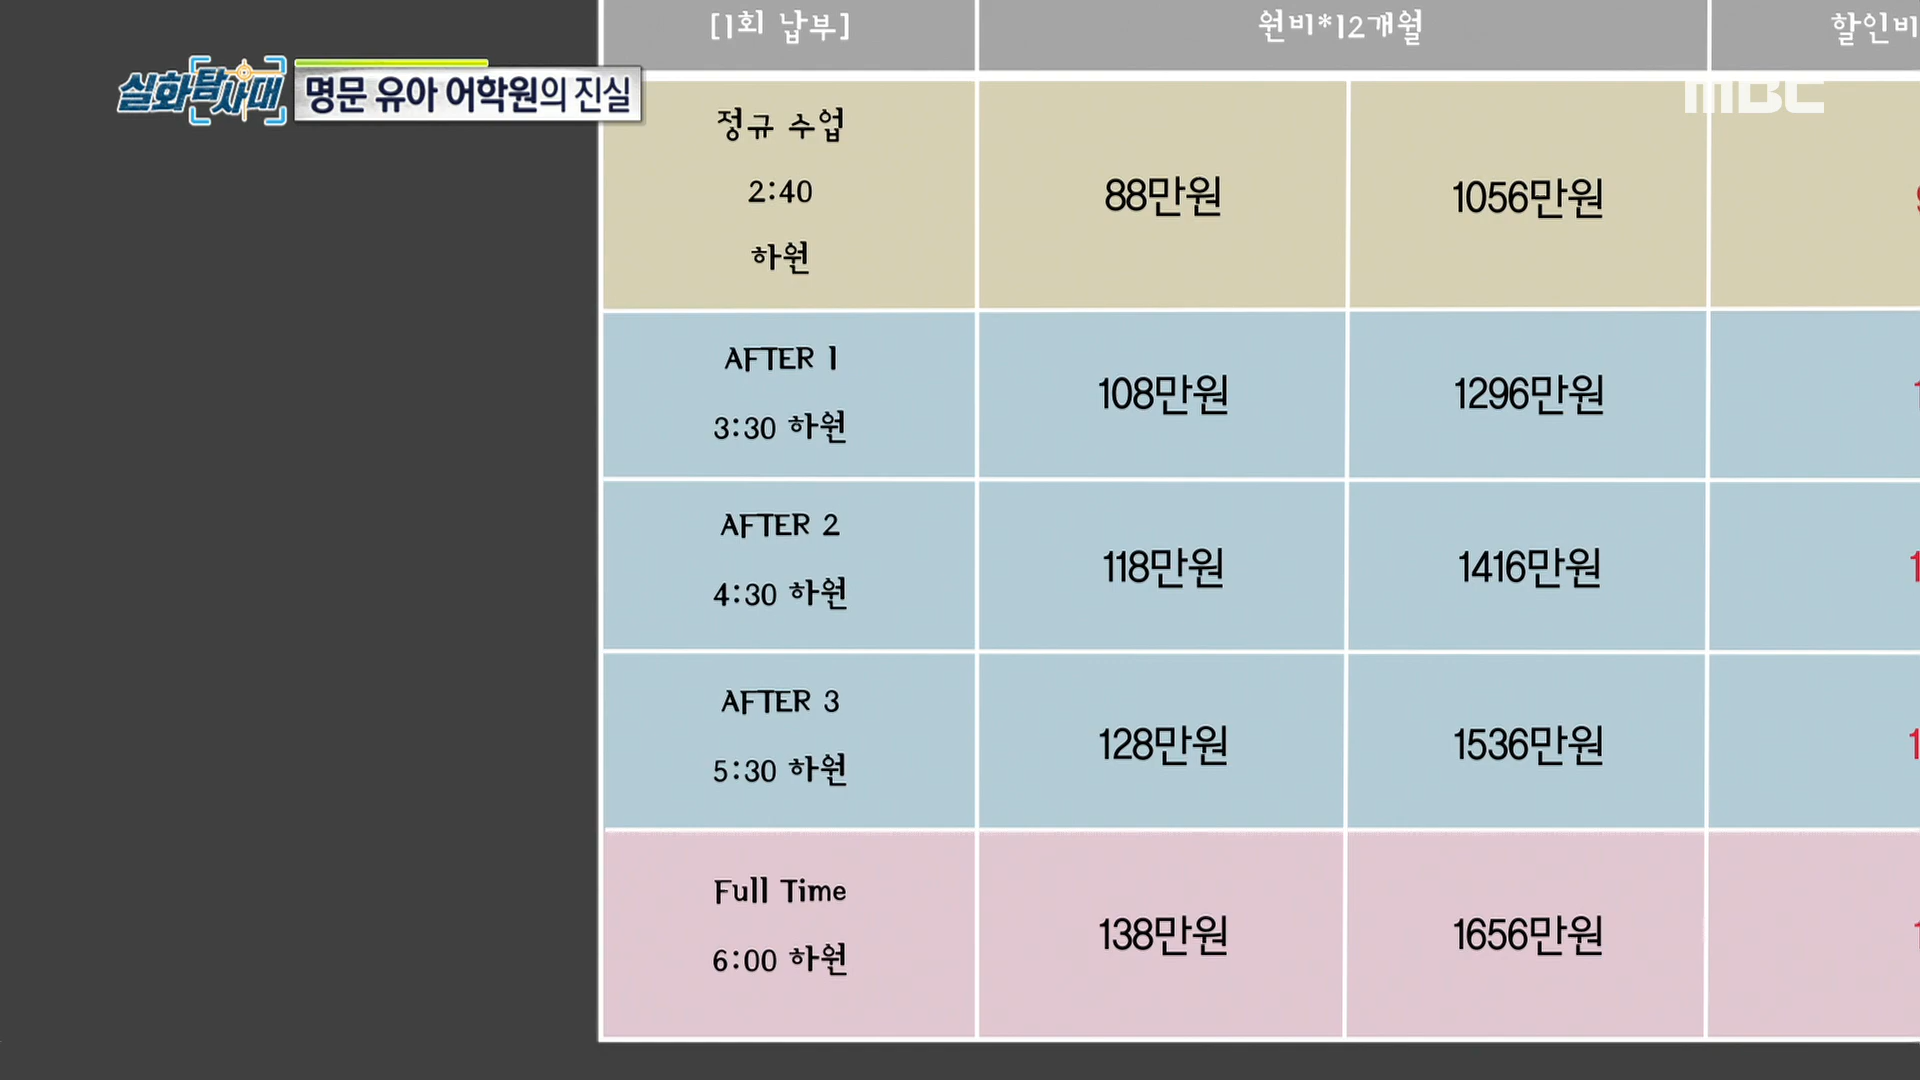 [1회 납부] 원비*12개월 할인비
실화탐사대 명문 유아 어학원의 진실
MBC
정규 수업
2:40
하원
88만원 1056만원
AFTER 1
3:30 하원
108만원 1296만원
AFTER 2
4:30 하원
118만원 1416만원
AFTER 3
5:30 하원
128만원 1536만원
Full Time
6:00 하원
138만원 1656만원